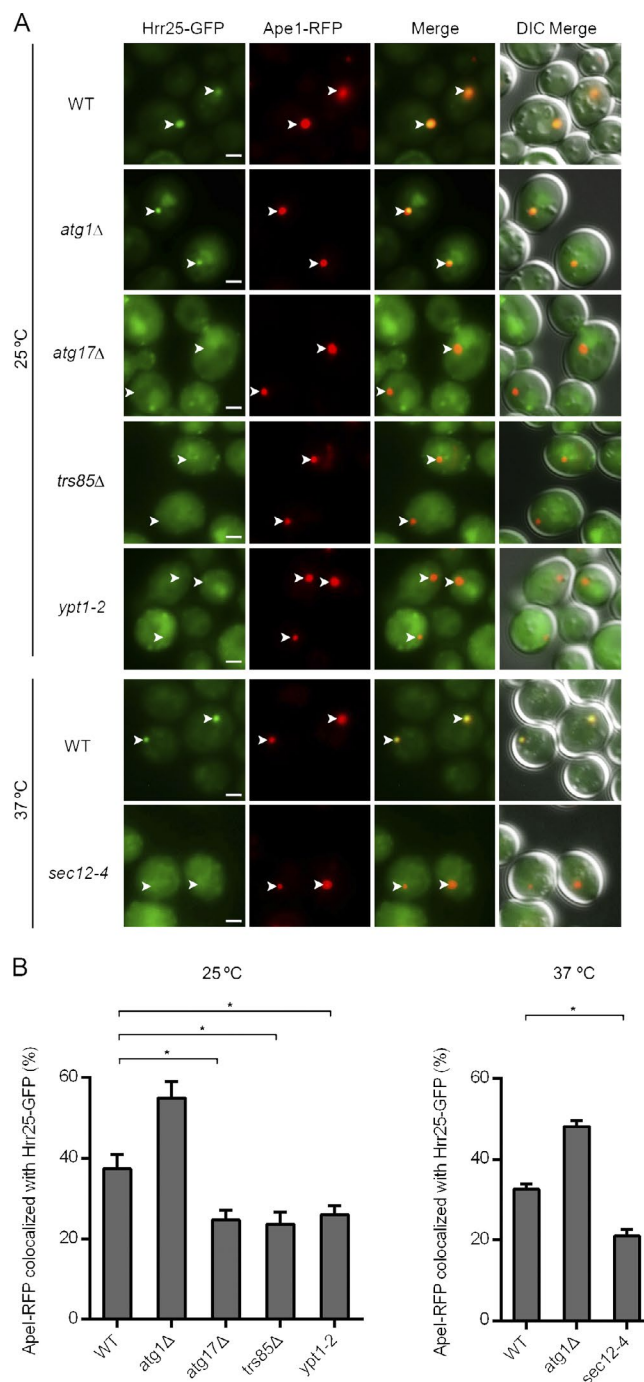 A
Hrr25-GFP Ape1-RFP Merge DIC Merge
WT
atg1Δ
atg17Δ
trs85Δ
ypt1-2
25 ºC
WT
sec12-4
37 ºC
B
25 ºC
37 ºC
*
*
*
*
ApeI-RFP colocalized with Hrr25-GFP (%)
60
40
20
0
WT atg1Δ atg17Δ trs85Δ ypt1-2
ApeI-RFP colocalized with Hrr25-GFP (%)
60
40
20
0
WT atg1Δ sec12-4